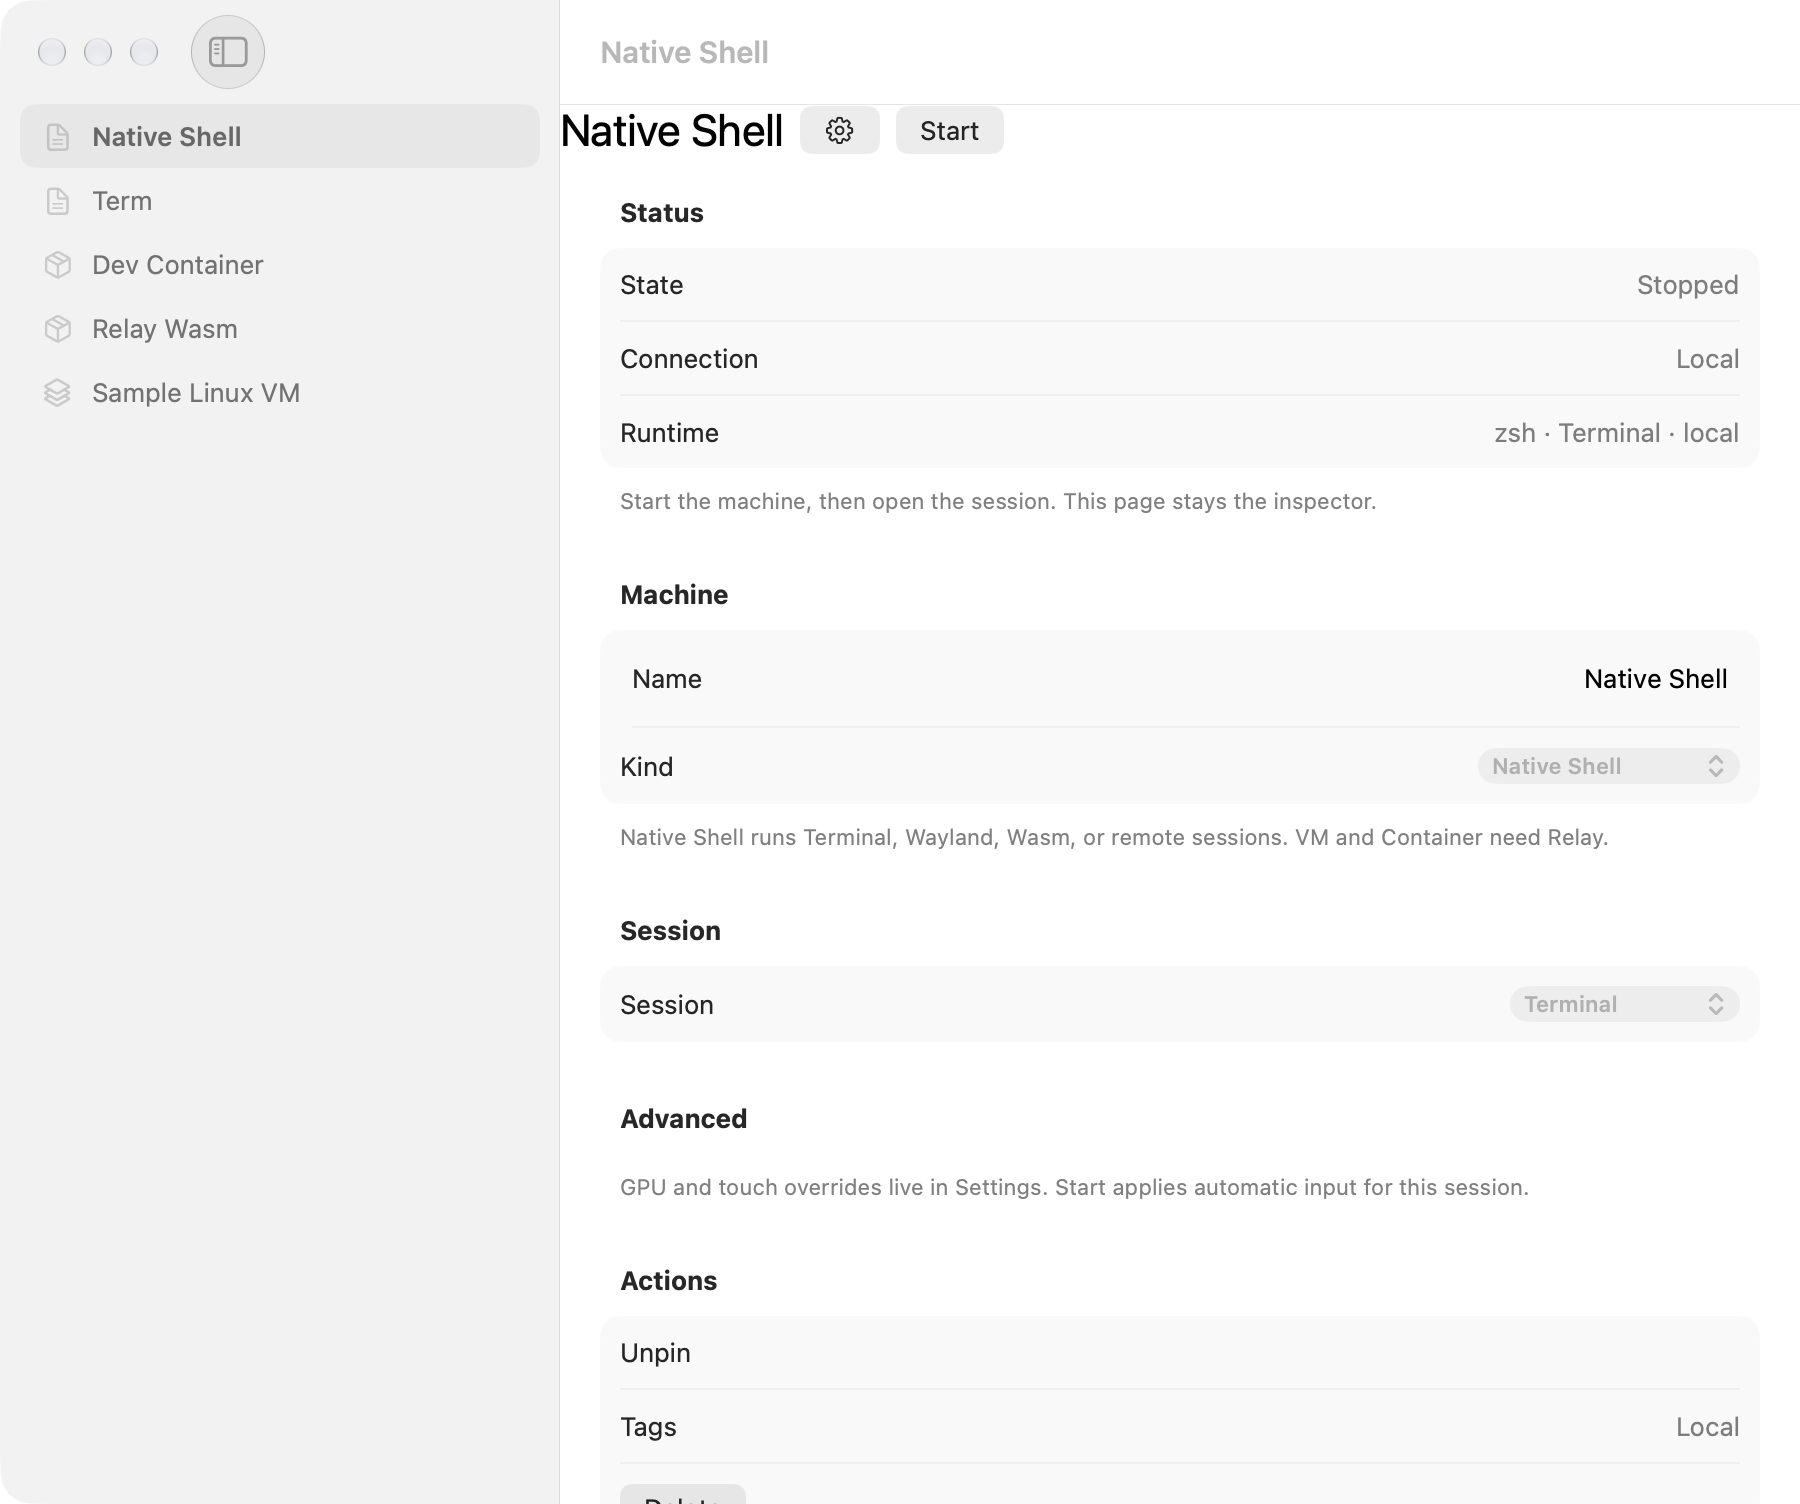 Native Shell
Term
Dev Container
Relay Wasm
Sample Linux VM
Native Shell
Native Shell
Start
Status
State
Stopped
Connection
Local
Runtime
zsh · Terminal · local
Start the machine, then open the session. This page stays the inspector.
Machine
Name
Native Shell
Kind
Native Shell
Native Shell runs Terminal, Wayland, Wasm, or remote sessions. VM and Container need Relay.
Session
Session
Terminal
Advanced
GPU and touch overrides live in Settings. Start applies automatic input for this session.
Actions
Unpin
Tags
Local
Delete